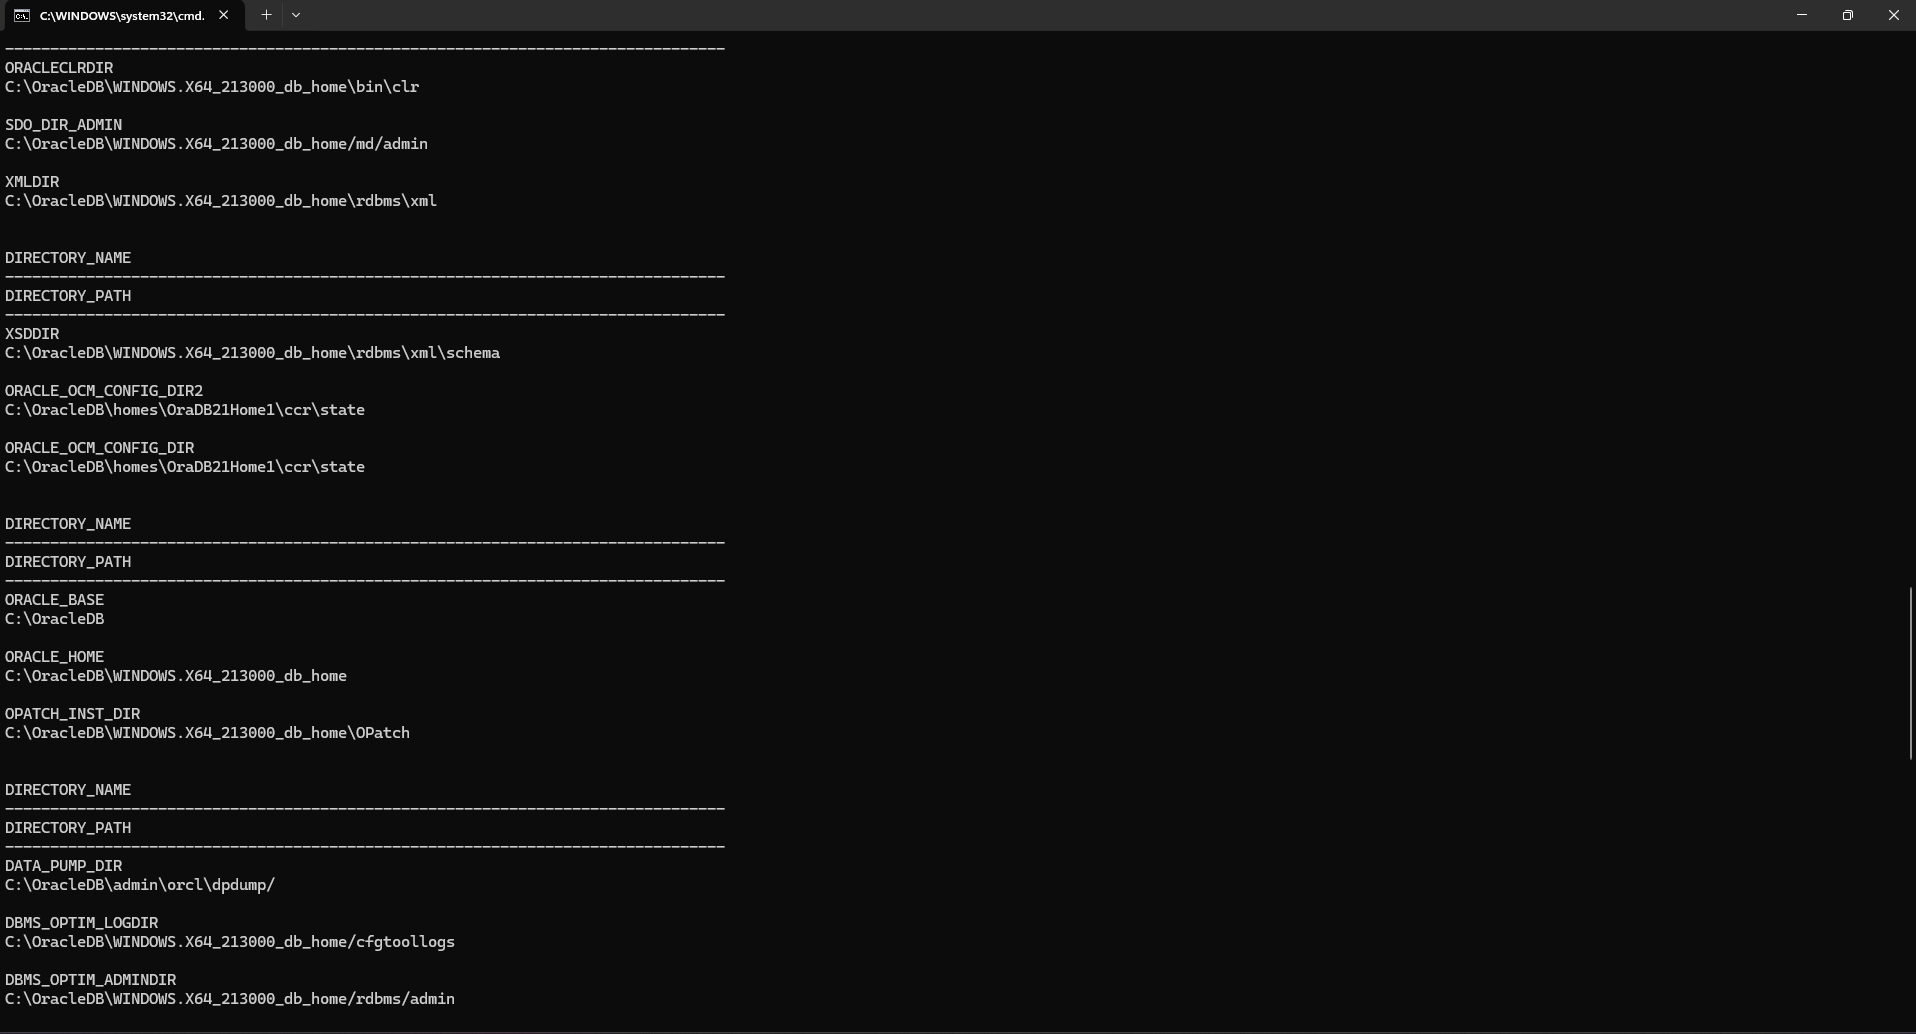 C:\WINDOWS\system32\cmd.
--------------------------------------------------------------------------------
ORACLECLRDIR
C:\OracleDB\WINDOWS.X64_213000_db_home\bin\clr
SDO_DIR_ADMIN
C:\OracleDB\WINDOWS.X64_213000_db_home/md/admin
XMLDIR
C:\OracleDB\WINDOWS.X64_213000_db_home\rdbms\xml
DIRECTORY_NAME
--------------------------------------------------------------------------------
DIRECTORY_PATH
--------------------------------------------------------------------------------
XSDDIR
C:\OracleDB\WINDOWS.X64_213000_db_home\rdbms\xml\schema
ORACLE_OCM_CONFIG_DIR2
C:\OracleDB\homes\OraDB21Home1\ccr\state
ORACLE_OCM_CONFIG_DIR
C:\OracleDB\homes\OraDB21Home1\ccr\state
DIRECTORY_NAME
--------------------------------------------------------------------------------
DIRECTORY_PATH
--------------------------------------------------------------------------------
ORACLE_BASE
C:\OracleDB
ORACLE_HOME
C:\OracleDB\WINDOWS.X64_213000_db_home
OPATCH_INST_DIR
C:\OracleDB\WINDOWS.X64_213000_db_home\OPatch
DIRECTORY_NAME
--------------------------------------------------------------------------------
DIRECTORY_PATH
--------------------------------------------------------------------------------
DATA_PUMP_DIR
C:\OracleDB\admin\orcl\dpdump/
DBMS_OPTIM_LOGDIR
C:\OracleDB\WINDOWS.X64_213000_db_home/cfgtoollogs
DBMS_OPTIM_ADMINDIR
C:\OracleDB\WINDOWS.X64_213000_db_home/rdbms/admin